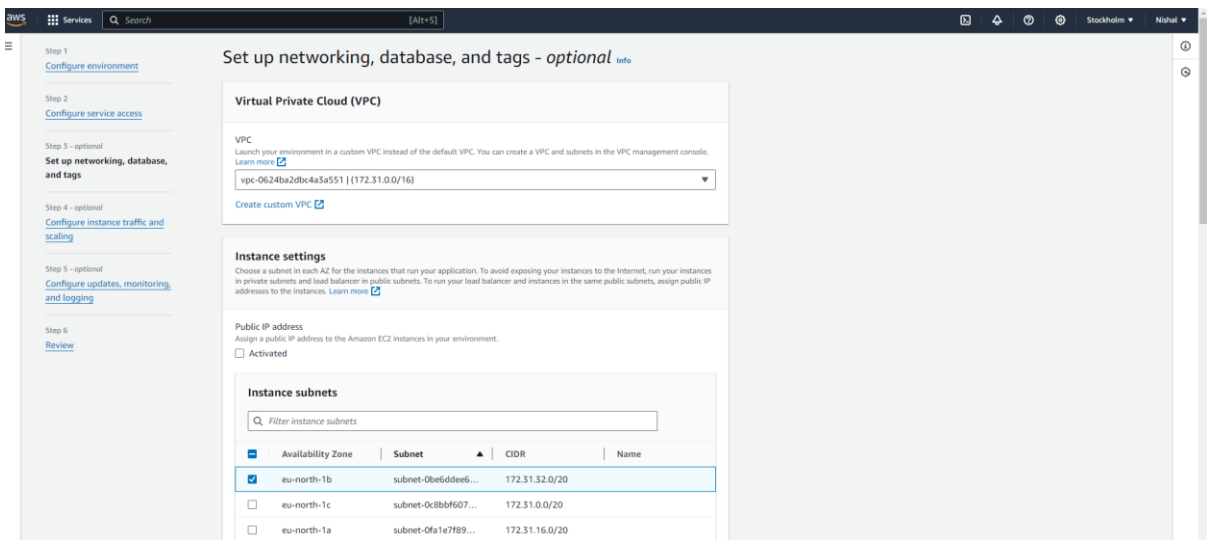 aws Services Search [Alt+S] Stockholm ▼ Nishal ▼
Step 1
Configure environment
Step 2
Configure service access
Step 3 - optional
Set up networking, database,
and tags
Step 4 - optional
Configure instance traffic and
scaling
Step 5 - optional
Configure updates, monitoring,
and logging
Step 6
Review
Set up networking, database, and tags - optional Info
Virtual Private Cloud (VPC)
VPC
Launch your environment in a custom VPC instead of the default VPC. You can create a VPC and subnets in the VPC management console.
Learn more
vpc-0624ba2dbc4a3a551 | (172.31.0.0/16)
Create custom VPC
Instance settings
Choose a subnet in each AZ for the instances that run your application. To avoid exposing your instances to the Internet, run your instances
in private subnets and load balancer in public subnets. To run your load balancer and instances in the same public subnets, assign public IP
addresses to the instances. Learn more
Public IP address
Assign a public IP address to the Amazon EC2 instances in your environment.
Activated
Instance subnets
Filter instance subnets
Availability Zone Subnet ▲ CIDR Name
eu-north-1b subnet-0be6ddee6... 172.31.32.0/20
eu-north-1c subnet-0c8bbf607... 172.31.0.0/20
eu-north-1a subnet-0fa1e7f89... 172.31.16.0/20